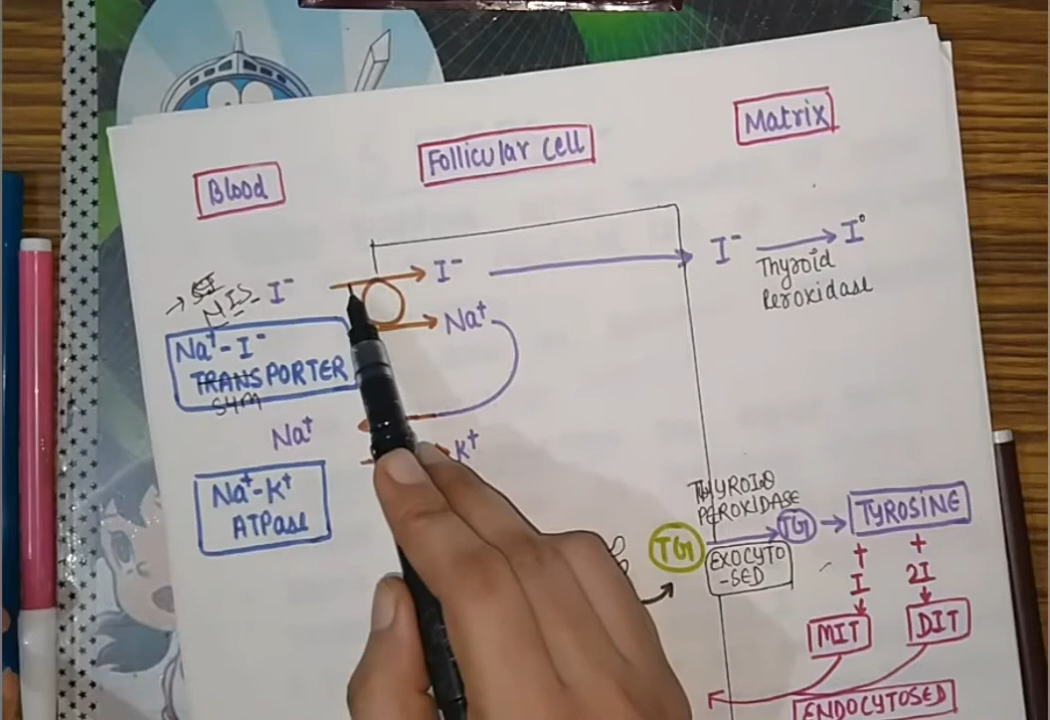 Blood
Follicular cell
Matrix
→ NIS
I⁻
I⁻
I⁻ → I°
Thyroid
Peroxidase
Na⁺
Na⁺-I⁻
TRANSPORTER
SYM
Na⁺
K⁺
Na⁺-K⁺
ATPase
THYROID
PEROXIDASE
TG
TG → TYROSINE
EXOCYTO
-SED
+ +
I 2I
MIT DIT
ENDOCYTOSED